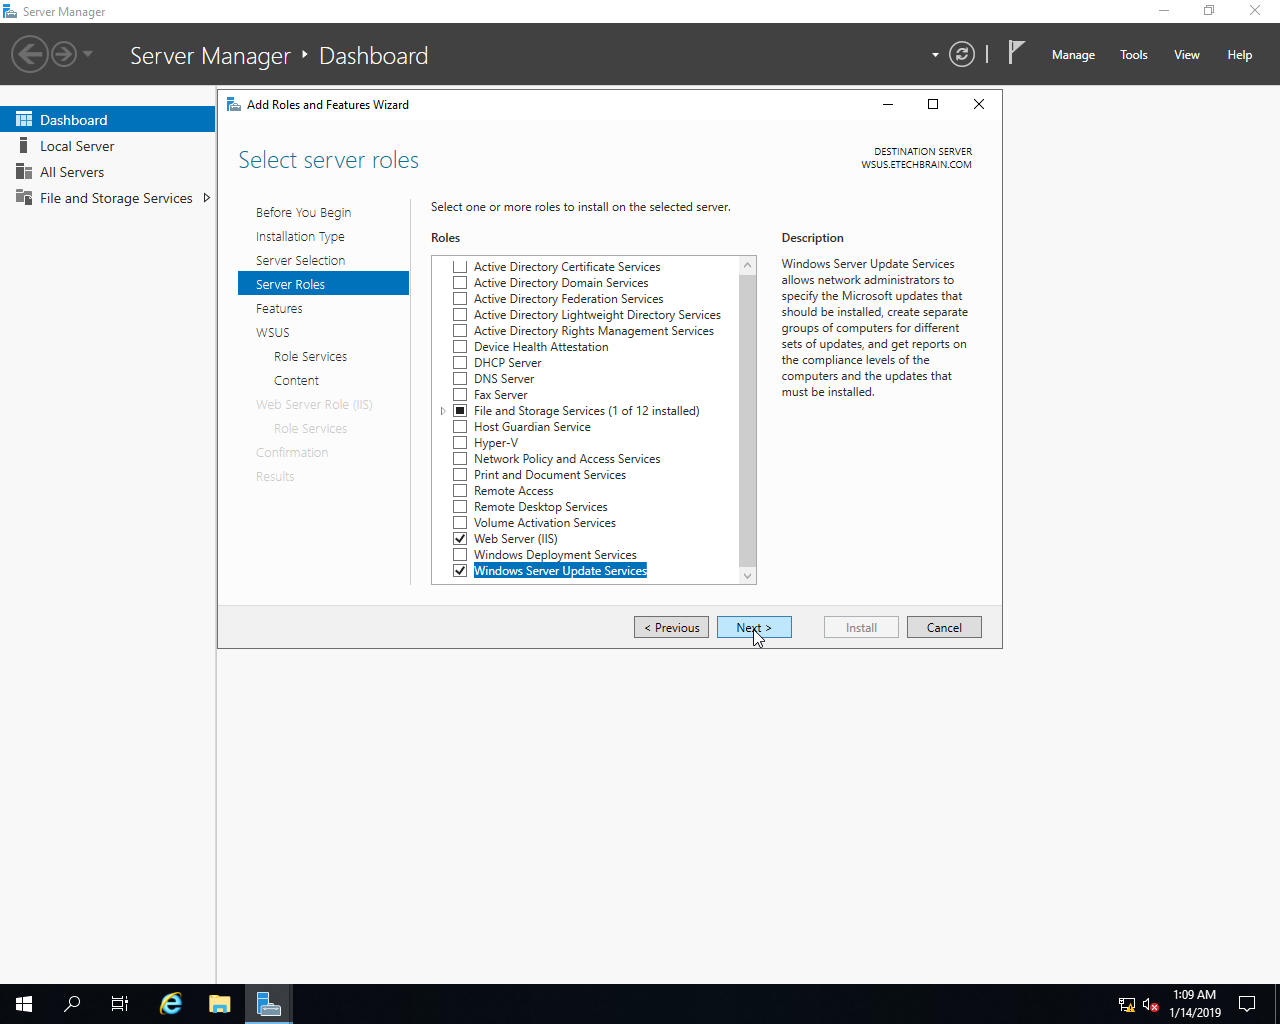 Server Manager
Server Manager
Dashboard
Manage
Tools
View
Help
Dashboard
Local Server
All Servers
File and Storage Services
Add Roles and Features Wizard
Select server roles
DESTINATION SERVER
WSUS.ETECHBRAIN.COM
Before You Begin
Installation Type
Server Selection
Server Roles
Features
WSUS
Role Services
Content
Web Server Role (IIS)
Role Services
Confirmation
Results
Select one or more roles to install on the selected server.
Roles
Active Directory Certificate Services
Active Directory Domain Services
Active Directory Federation Services
Active Directory Lightweight Directory Services
Active Directory Rights Management Services
Device Health Attestation
DHCP Server
DNS Server
Fax Server
File and Storage Services (1 of 12 installed)
Host Guardian Service
Hyper-V
Network Policy and Access Services
Print and Document Services
Remote Access
Remote Desktop Services
Volume Activation Services
Web Server (IIS)
Windows Deployment Services
Windows Server Update Services
Description
Windows Server Update Services
allows network administrators to
specify the Microsoft updates that
should be installed, create separate
groups of computers for different
sets of updates, and get reports on
the compliance levels of the
computers and the updates that
must be installed.
< Previous
Next >
Install
Cancel
1:09 AM
1/14/2019